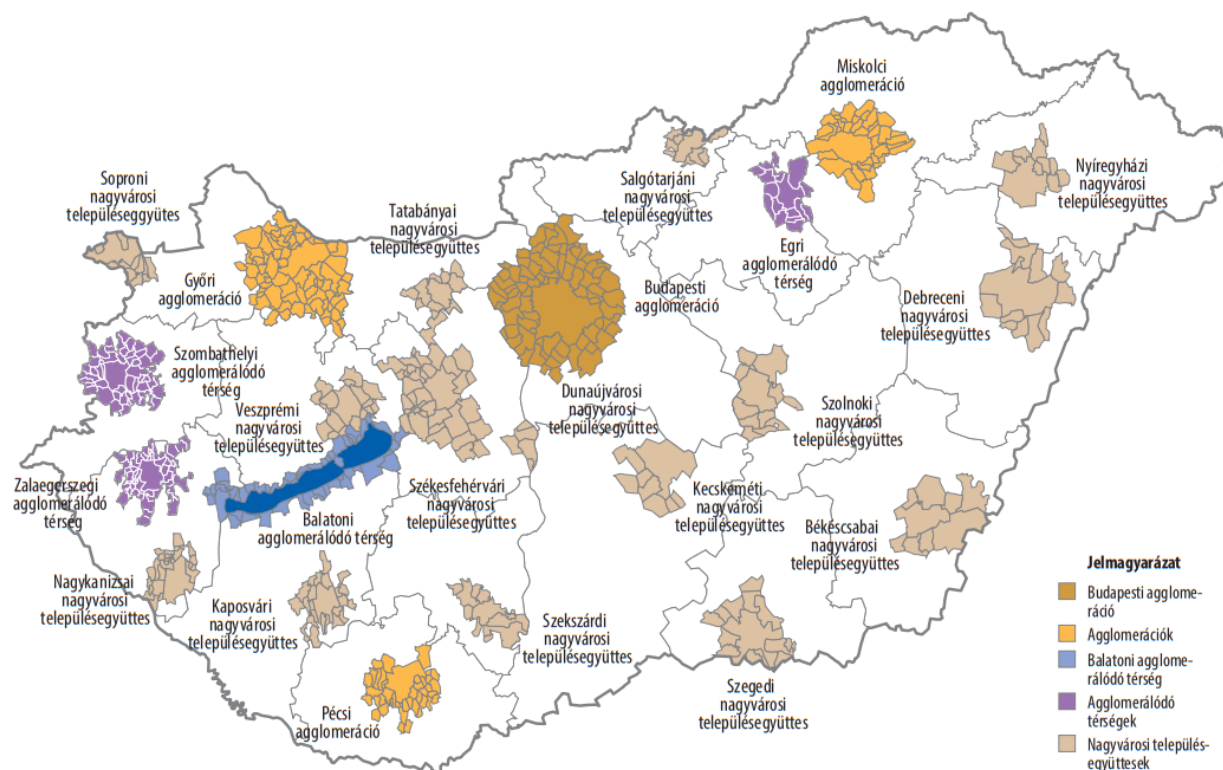 Miskolci
agglomeráció
Salgótarjáni
nagyvárosi
településegyüttes
Nyíregyházi
nagyvárosi
településegyüttes
Soproni
nagyvárosi
településeggyüttes
Tatabányai
nagyvárosi
településegyüttes
Egri
agglomerálódó
térség
Győri
agglomeráció
Budapesti
agglomeráció
Debreceni
nagyvárosi
településegyüttes
Szombathelyi
agglomerálódó
térség
Veszprémi
nagyvárosi
településegyüttes
Dunaújvárosi
nagyvárosi
településegyüttes
Szolnoki
nagyvárosi
településegyüttes
Zalaegerszegi
agglomerálódó
térség
Székesfehérvári
nagyvárosi
településegyüttes
Kecskeméti
nagyvárosi
településegyüttes
Balatoni
agglomerálódó térség
Békéscsabai
nagyvárosi
településegyüttes
Nagykanizsai
nagyvárosi
településegyüttes
Kaposvári
nagyvárosi
településegyüttes
Szekszárdi
nagyvárosi
településegyüttes
Szegedi
nagyvárosi
településegyüttes
Pécsi
agglomeráció
Jelmagyarázat
Budapesti agglome-
ráció
Agglomerációk
Balatoni agglome-
rálódó térség
Agglomerálódó
térségek
Nagyvárosi település-
együttesek